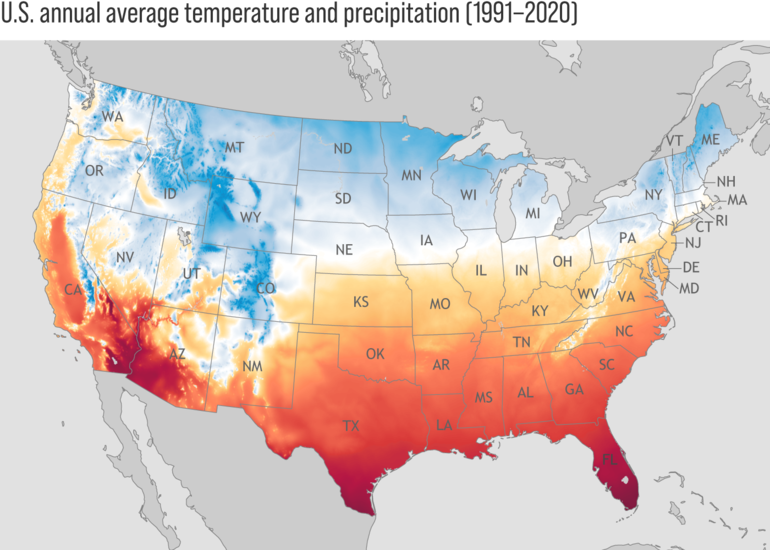 U.S. annual average temperature and precipitation (1991–2020)
WA
MT
ND
MN
VT
ME
OR
ID
SD
WI
MI
NY
NH
MA
WY
RI
CT
NV
UT
NE
IA
PA
NJ
IL
IN
OH
DE
MD
CA
CO
KS
MO
KY
WV
VA
AZ
NM
OK
AR
TN
NC
SC
TX
LA
MS
AL
GA
FL